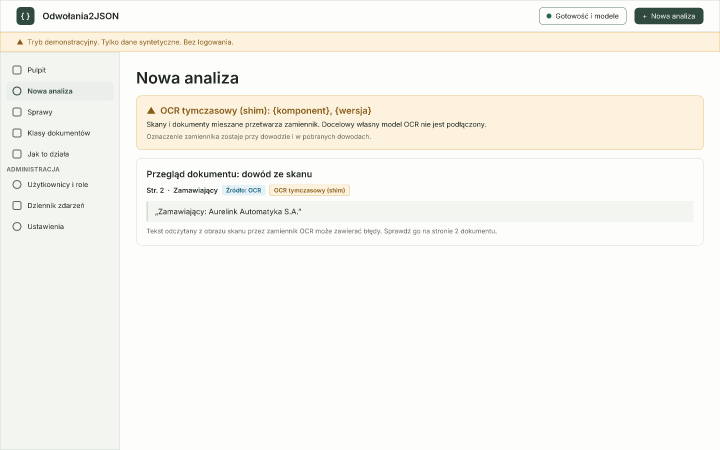 { } Odwołania2JSON
Gotowość i modele
+ Nowa analiza
▲ Tryb demonstracyjny. Tylko dane syntetyczne. Bez logowania.
Pulpit
Nowa analiza
Sprawy
Klasy dokumentów
Jak to działa
ADMINISTRACJA
Użytkownicy i role
Dziennik zdarzeń
Ustawienia
Nowa analiza
▲ OCR tymczasowy (shim): {komponent}, {wersja}
Skany i dokumenty mieszane przetwarza zamiennik. Docelowy własny model OCR nie jest podłączony.
Oznaczenie zamiennika zostaje przy dowodzie i w pobranych dowodach.
Przegląd dokumentu: dowód ze skanu
Str. 2 · Zamawiający Źródło: OCR OCR tymczasowy (shim)
„Zamawiający: Aurelink Automatyka S.A.”
Tekst odczytany z obrazu skanu przez zamiennik OCR może zawierać błędy. Sprawdź go na stronie 2 dokumentu.